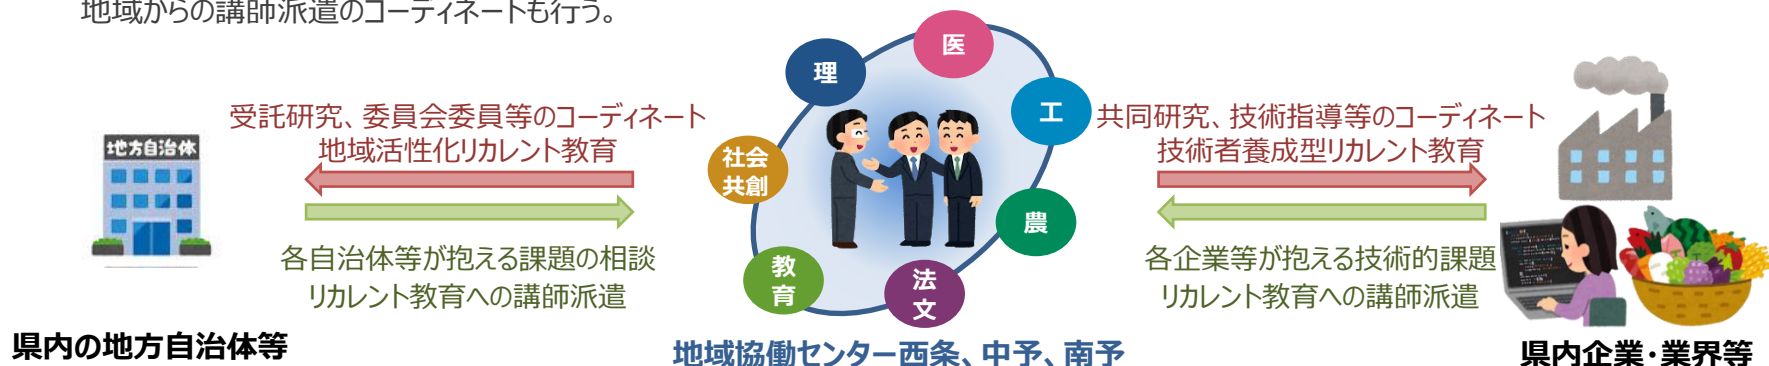 地域からの講師派遣のコーディネートも行う。
受託研究、委員会委員等のコーディネート
地域活性化リカレント教育
地方自治体
各自治体等が抱える課題の相談
リカレント教育への講師派遣
県内の地方自治体等
医
理
工
社会
共創
農
教
育
法
文
地域協働センター西条、中予、南予
共同研究、技術指導等のコーディネート
技術者養成型リカレント教育
各企業等が抱える技術的課題
リカレント教育への講師派遣
県内企業・業界等